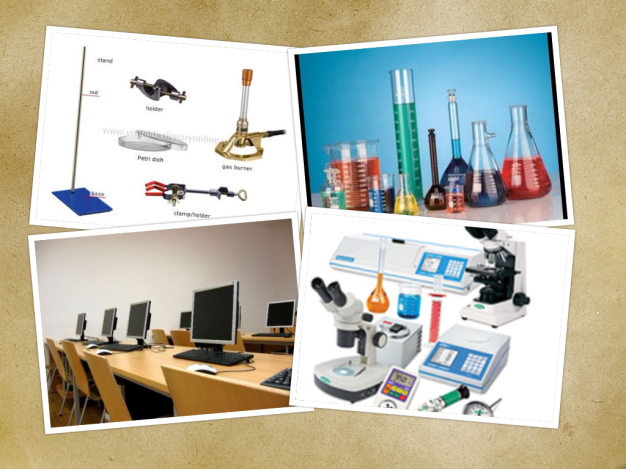 stand
rod
holder
Petri dish
gas burner
base
clamp/holder